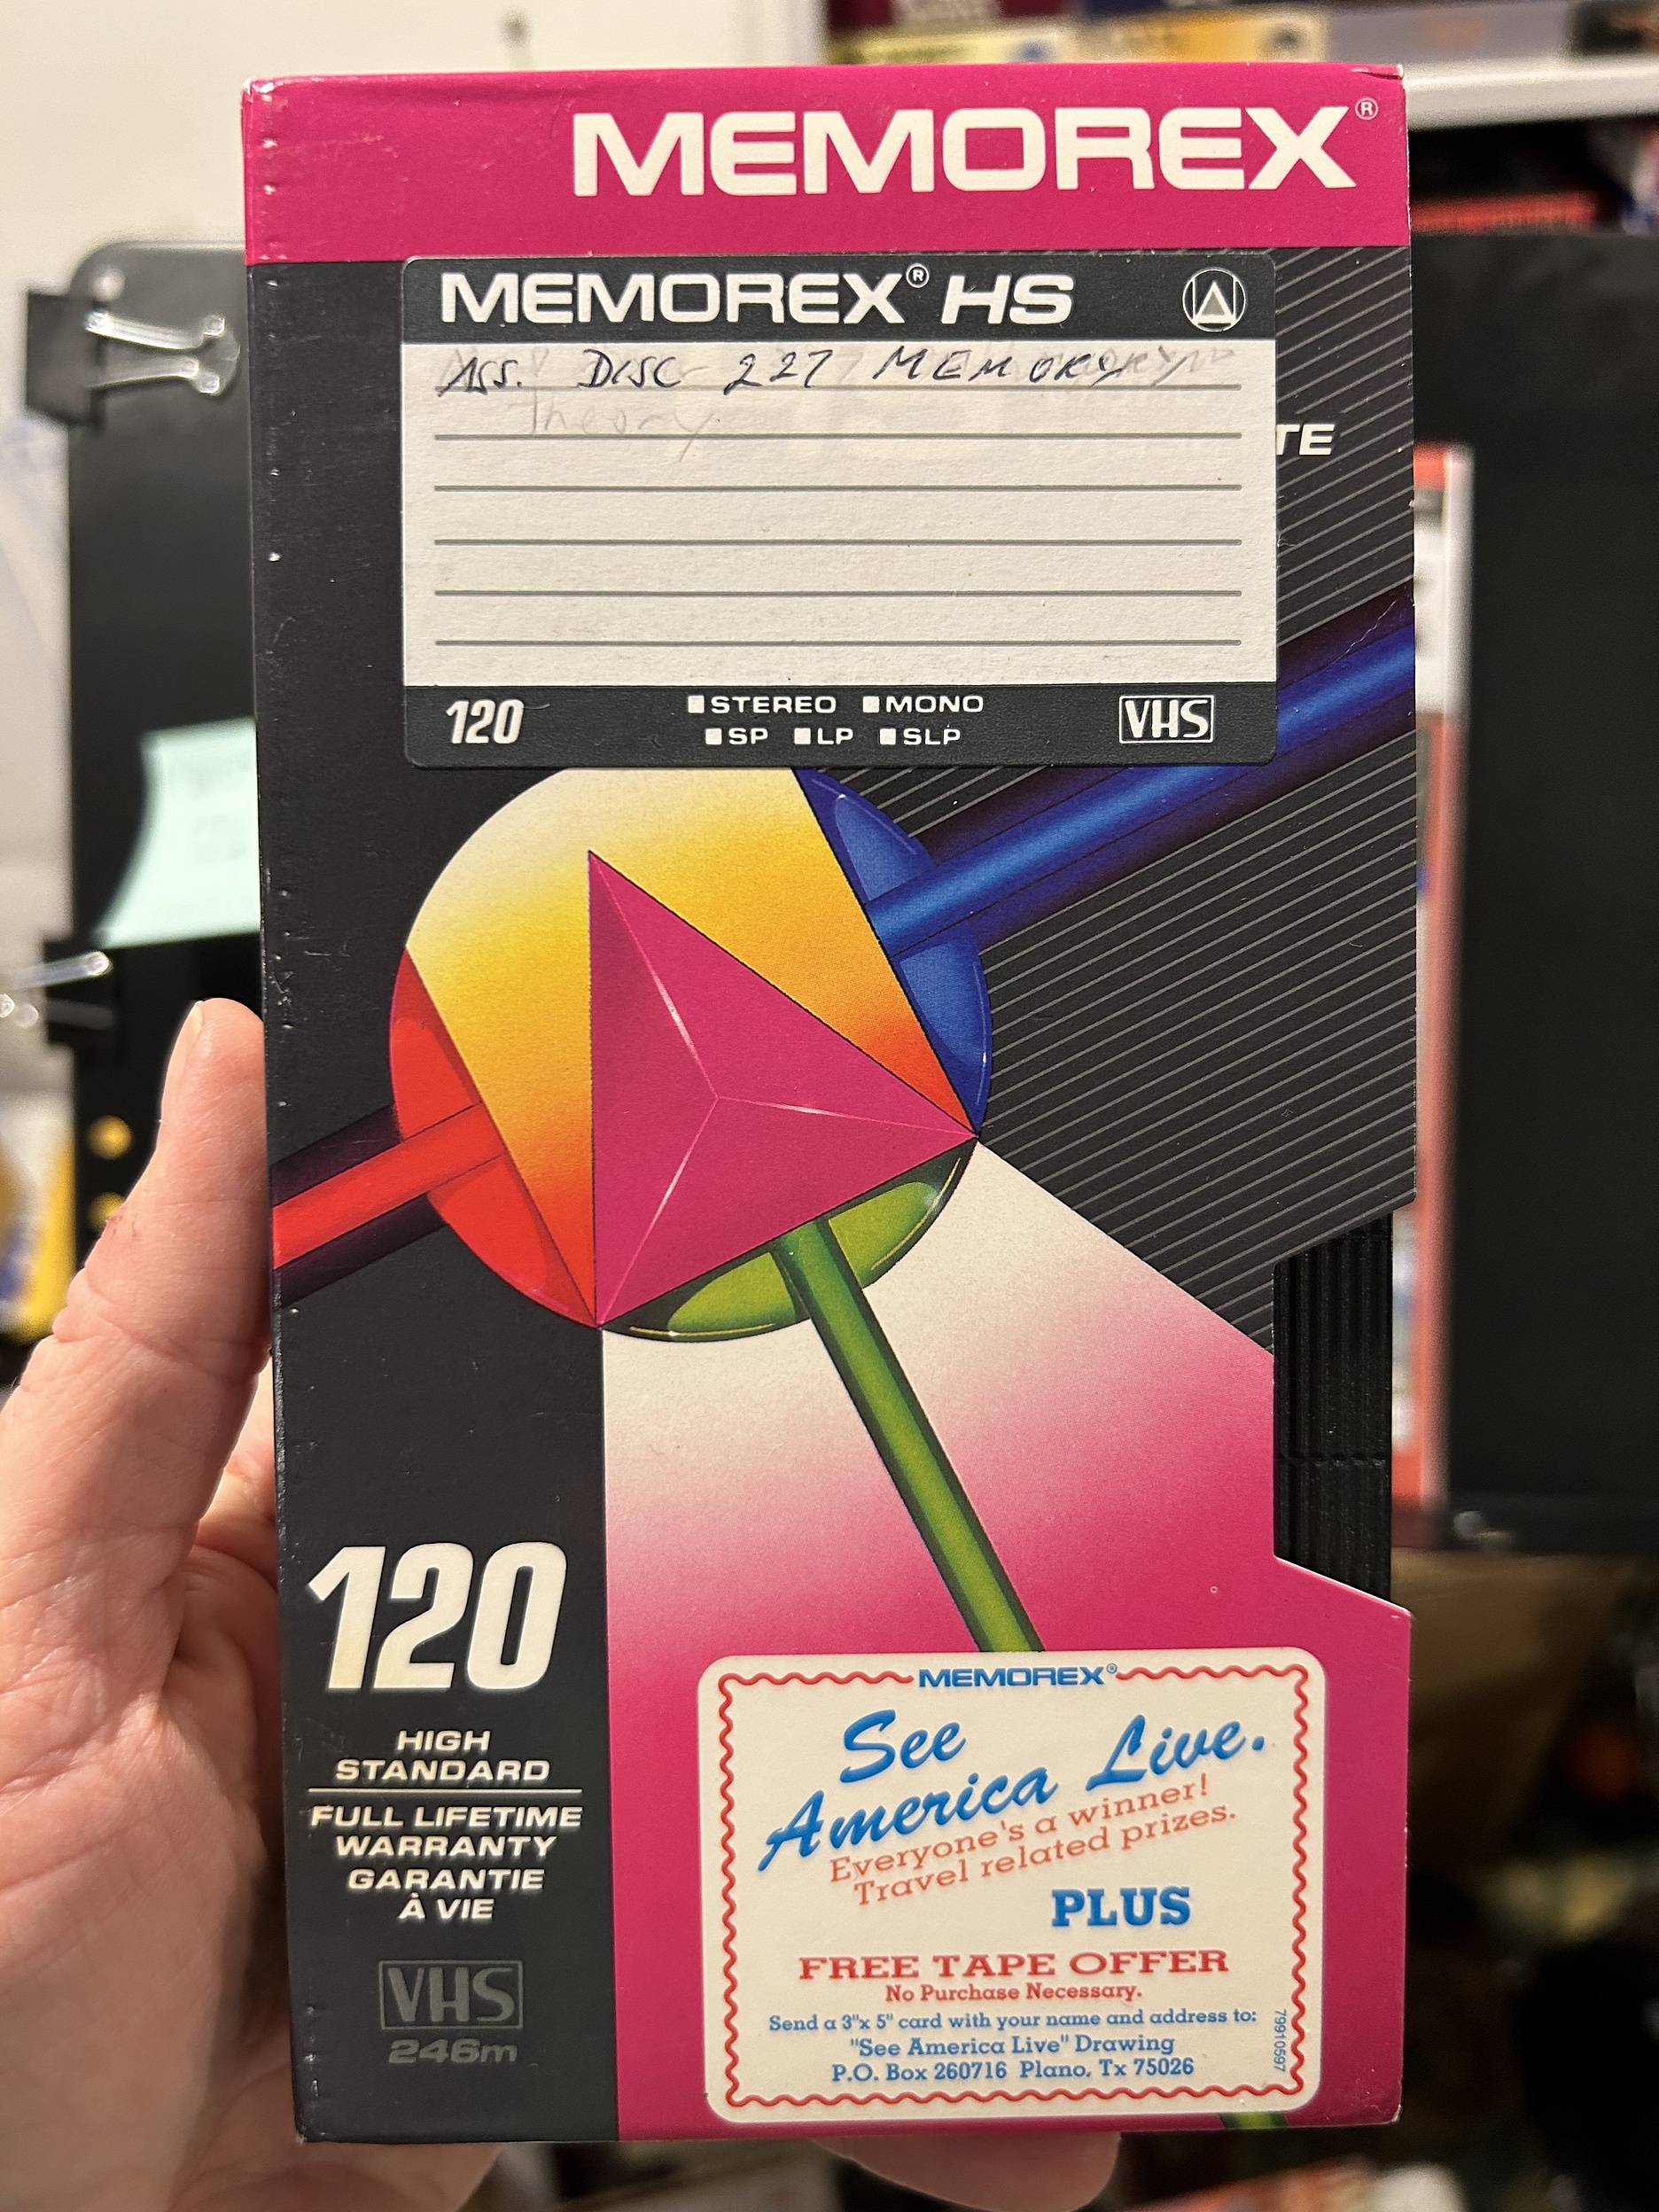 MEMOREX®
MEMOREX® HS
ASS. DISC 227 MEMORY
Theory
TE
120
STEREO MONO
SP LP SLP
VHS
120
HIGH
STANDARD
FULL LIFETIME
WARRANTY
GARANTIE
À VIE
VHS
246m
MEMOREX®
See
America Live.
Everyone's a winner!
Travel related prizes.
PLUS
FREE TAPE OFFER
No Purchase Necessary.
Send a 3"x 5" card with your name and address to:
"See America Live" Drawing
P.O. Box 260716 Plano, Tx 75026
79910597